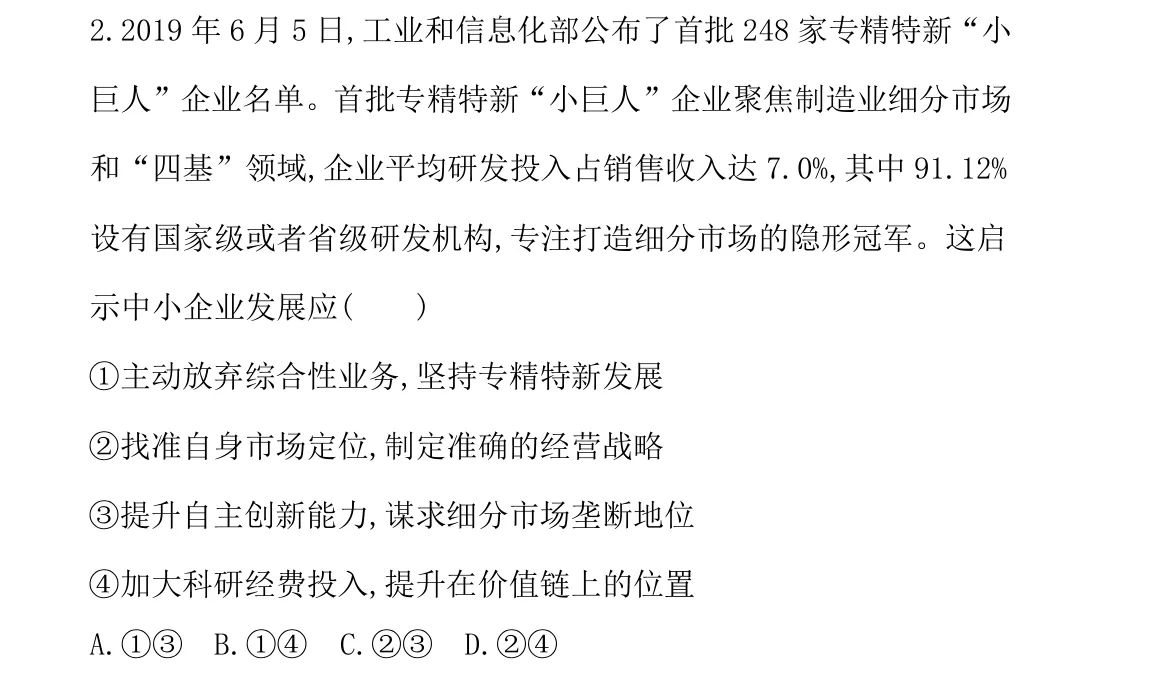 2.2019 年 6 月 5 日,工业和信息化部公布了首批 248 家专精特新“小
巨人”企业名单。首批专精特新“小巨人”企业聚焦制造业细分市场
和“四基”领域,企业平均研发投入占销售收入达 7.0%,其中 91.12%
设有国家级或者省级研发机构,专注打造细分市场的隐形冠军。这启
示中小企业发展应(　　)
①主动放弃综合性业务,坚持专精特新发展
②找准自身市场定位,制定准确的经营战略
③提升自主创新能力,谋求细分市场垄断地位
④加大科研经费投入,提升在价值链上的位置
A.①③　B.①④　C.②③　D.②④